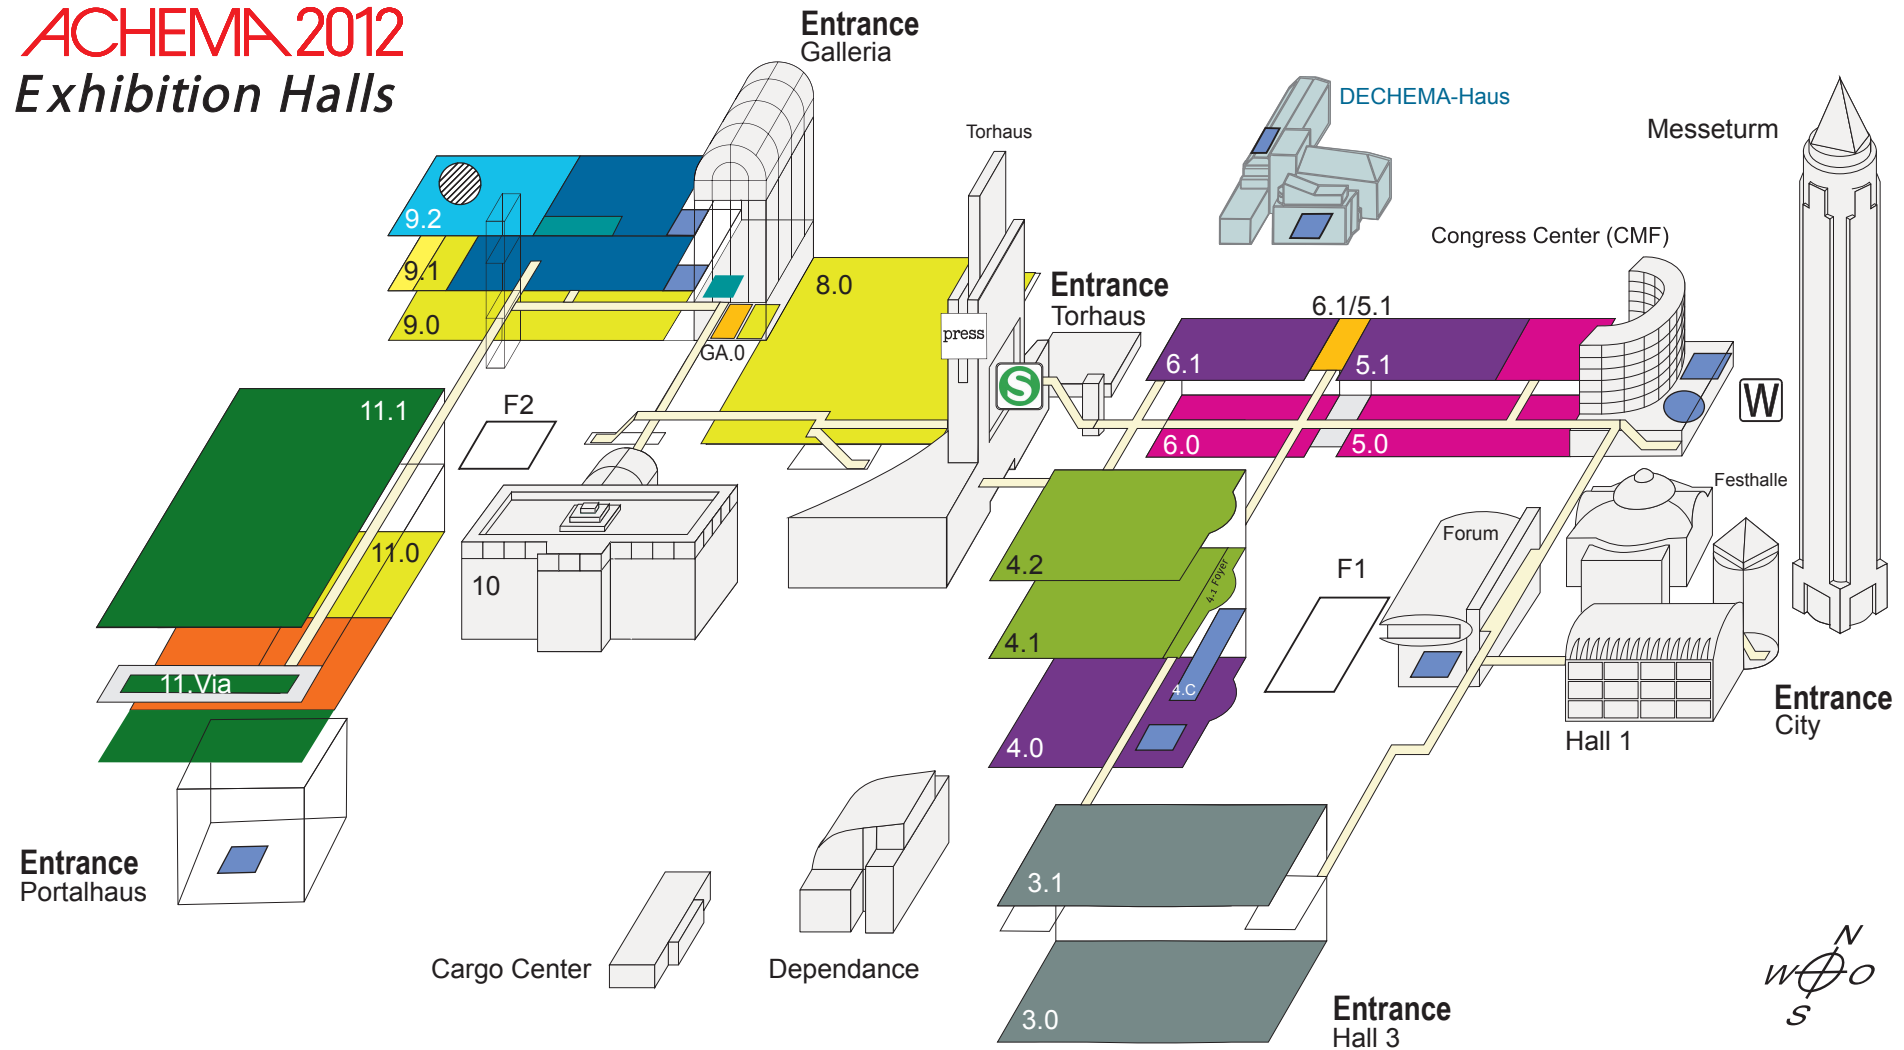 ACHEMA 2012
Exhibition Halls
Entrance
Galleria
Torhaus
DECHEMA-Haus
Messeturm
Congress Center (CMF)
9.2
9.1
9.0
GA.0
8.0
press
Entrance
Torhaus
S
6.1/5.1
6.1
5.1
6.0
5.0
W
11.1
F2
11.0
10
11.Via
4.2
4.1
4.1 Foyer
4.C
4.0
F1
Forum
Festhalle
Hall 1
Entrance
City
Entrance
Portalhaus
3.1
3.0
Cargo Center
Dependance
Entrance
Hall 3
N
W O
S